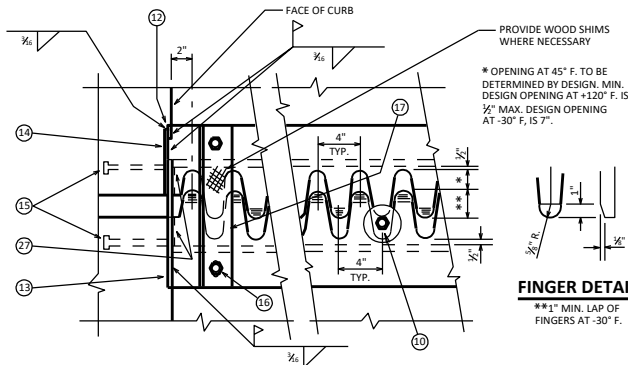 FACE OF CURB
12
2"
3/16
3/16
PROVIDE WOOD SHIMS
WHERE NECESSARY
* OPENING AT 45° F. TO BE
DETERMINED BY DESIGN. MIN.
DESIGN OPENING AT +120° F. IS
½" MAX. DESIGN OPENING
AT -30° F, IS 7".
17
14
4"
TYP.
½"
*
**
15
27
13
16
4"
TYP.
½"
10
3/16
1"
5/8" R.
⅛"
FINGER DETAI
**1" MIN. LAP OF
FINGERS AT -30° F.